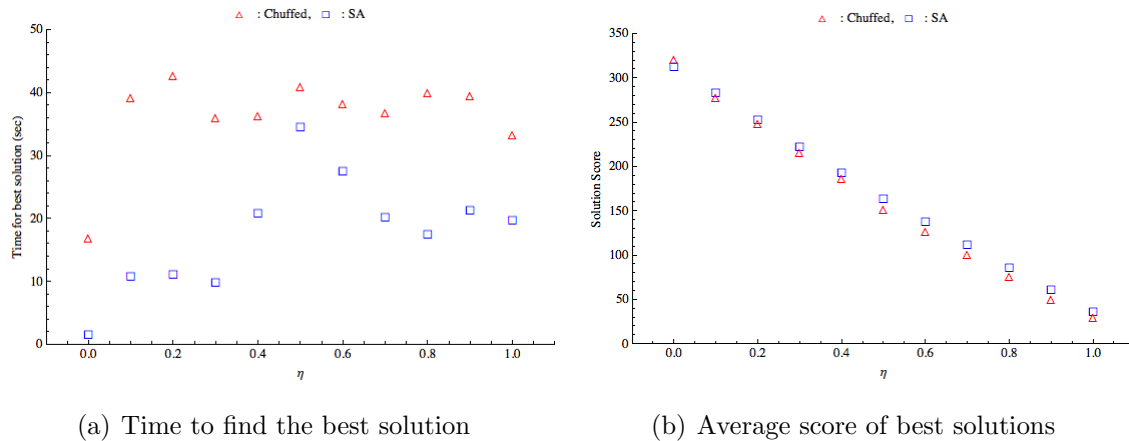 △ : Chuffed, □ : SA
50
40
30
20
10
0
Time for best solution (sec)
0.0 0.2 0.4 0.6 0.8 1.0
η
(a) Time to find the best solution
△ : Chuffed, □ : SA
350
300
250
200
150
100
50
0
Solution Score
0.0 0.2 0.4 0.6 0.8 1.0
η
(b) Average score of best solutions